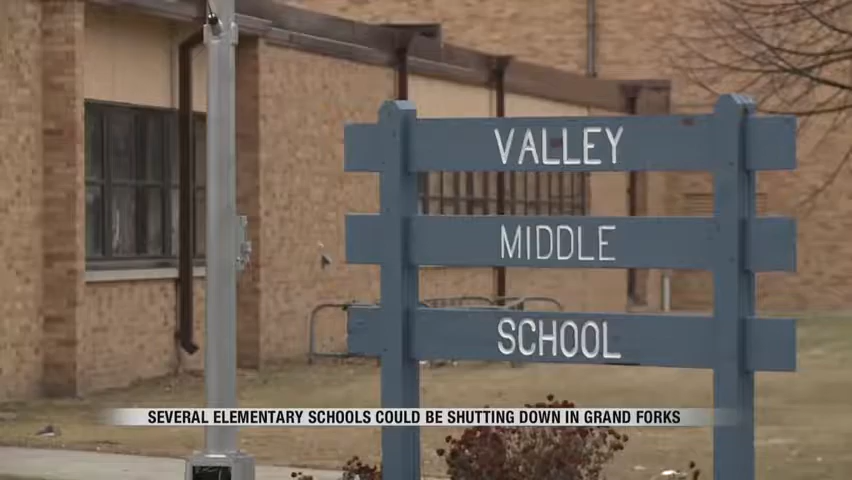 VALLEY
MIDDLE
SCHOOL
SEVERAL ELEMENTARY SCHOOLS COULD BE SHUTTING DOWN IN GRAND FORKS